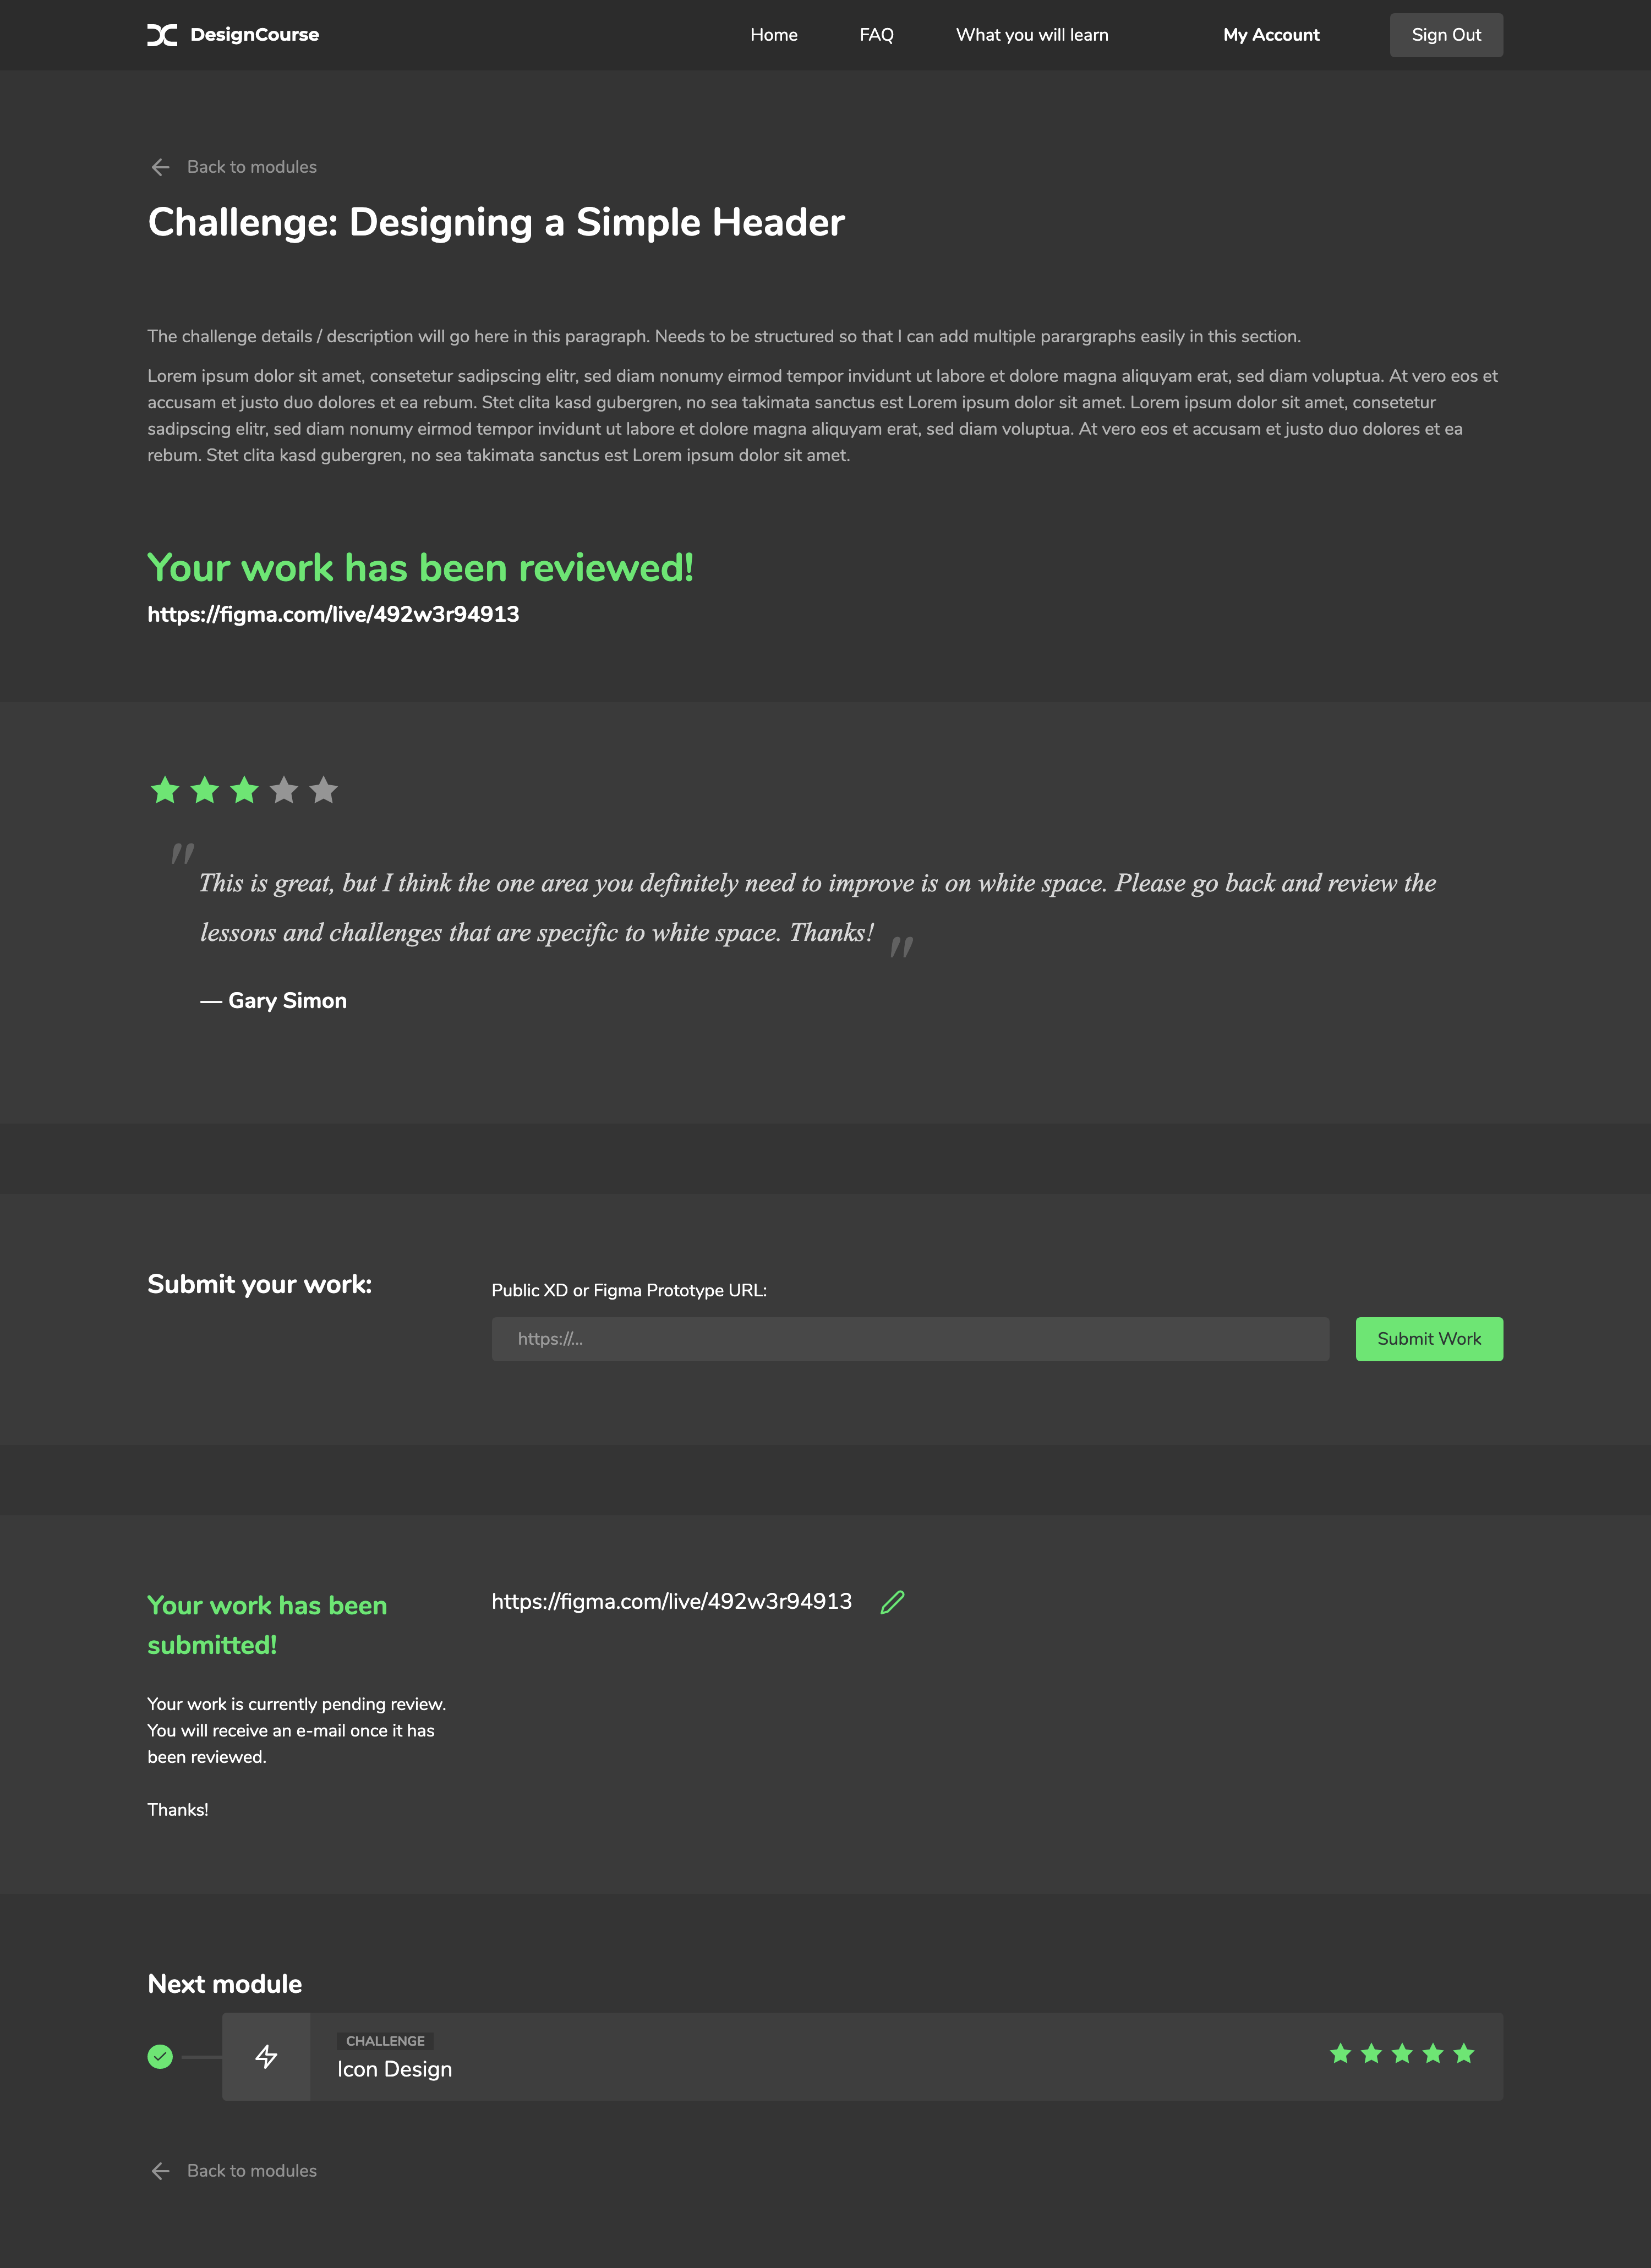 DesignCourse
Home
FAQ
What you will learn
My Account
Sign Out
Back to modules
Challenge: Designing a Simple Header
The challenge details / description will go here in this paragraph. Needs to be structured so that I can add multiple parargraphs easily in this section.
Lorem ipsum dolor sit amet, consetetur sadipscing elitr, sed diam nonumy eirmod tempor invidunt ut labore et dolore magna aliquyam erat, sed diam voluptua. At vero eos et
accusam et justo duo dolores et ea rebum. Stet clita kasd gubergren, no sea takimata sanctus est Lorem ipsum dolor sit amet. Lorem ipsum dolor sit amet, consetetur
sadipscing elitr, sed diam nonumy eirmod tempor invidunt ut labore et dolore magna aliquyam erat, sed diam voluptua. At vero eos et accusam et justo duo dolores et ea
rebum. Stet clita kasd gubergren, no sea takimata sanctus est Lorem ipsum dolor sit amet.
Your work has been reviewed!
https://figma.com/live/492w3r94913
"This is great, but I think the one area you definitely need to improve is on white space. Please go back and review the
lessons and challenges that are specific to white space. Thanks!"
— Gary Simon
Submit your work:
Public XD or Figma Prototype URL:
https://...
Submit Work
Your work has been
submitted!
https://figma.com/live/492w3r94913
Your work is currently pending review.
You will receive an e-mail once it has
been reviewed.
Thanks!
Next module
CHALLENGE
Icon Design
Back to modules